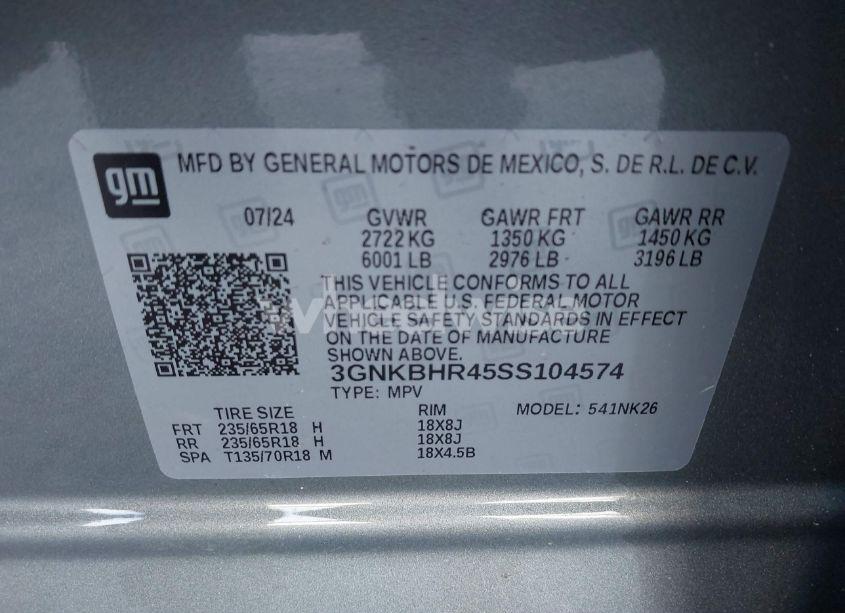 gm
MFD BY GENERAL MOTORS DE MEXICO, S. DE R.L. DE C.V.
07/24 GVWR GAWR FRT GAWR RR
2722 KG 1350 KG 1450 KG
6001 LB 2976 LB 3196 LB
THIS VEHICLE CONFORMS TO ALL
APPLICABLE U.S. FEDERAL MOTOR
VEHICLE SAFETY STANDARDS IN EFFECT
ON THE DATE OF MANUFACTURE
SHOWN ABOVE.
3GNKBHR45SS104574
TYPE: MPV
TIRE SIZE RIM MODEL: 541NK26
FRT 235/65R18 H 18X8J
RR 235/65R18 H 18X8J
SPA T135/70R18 M 18X4.5B